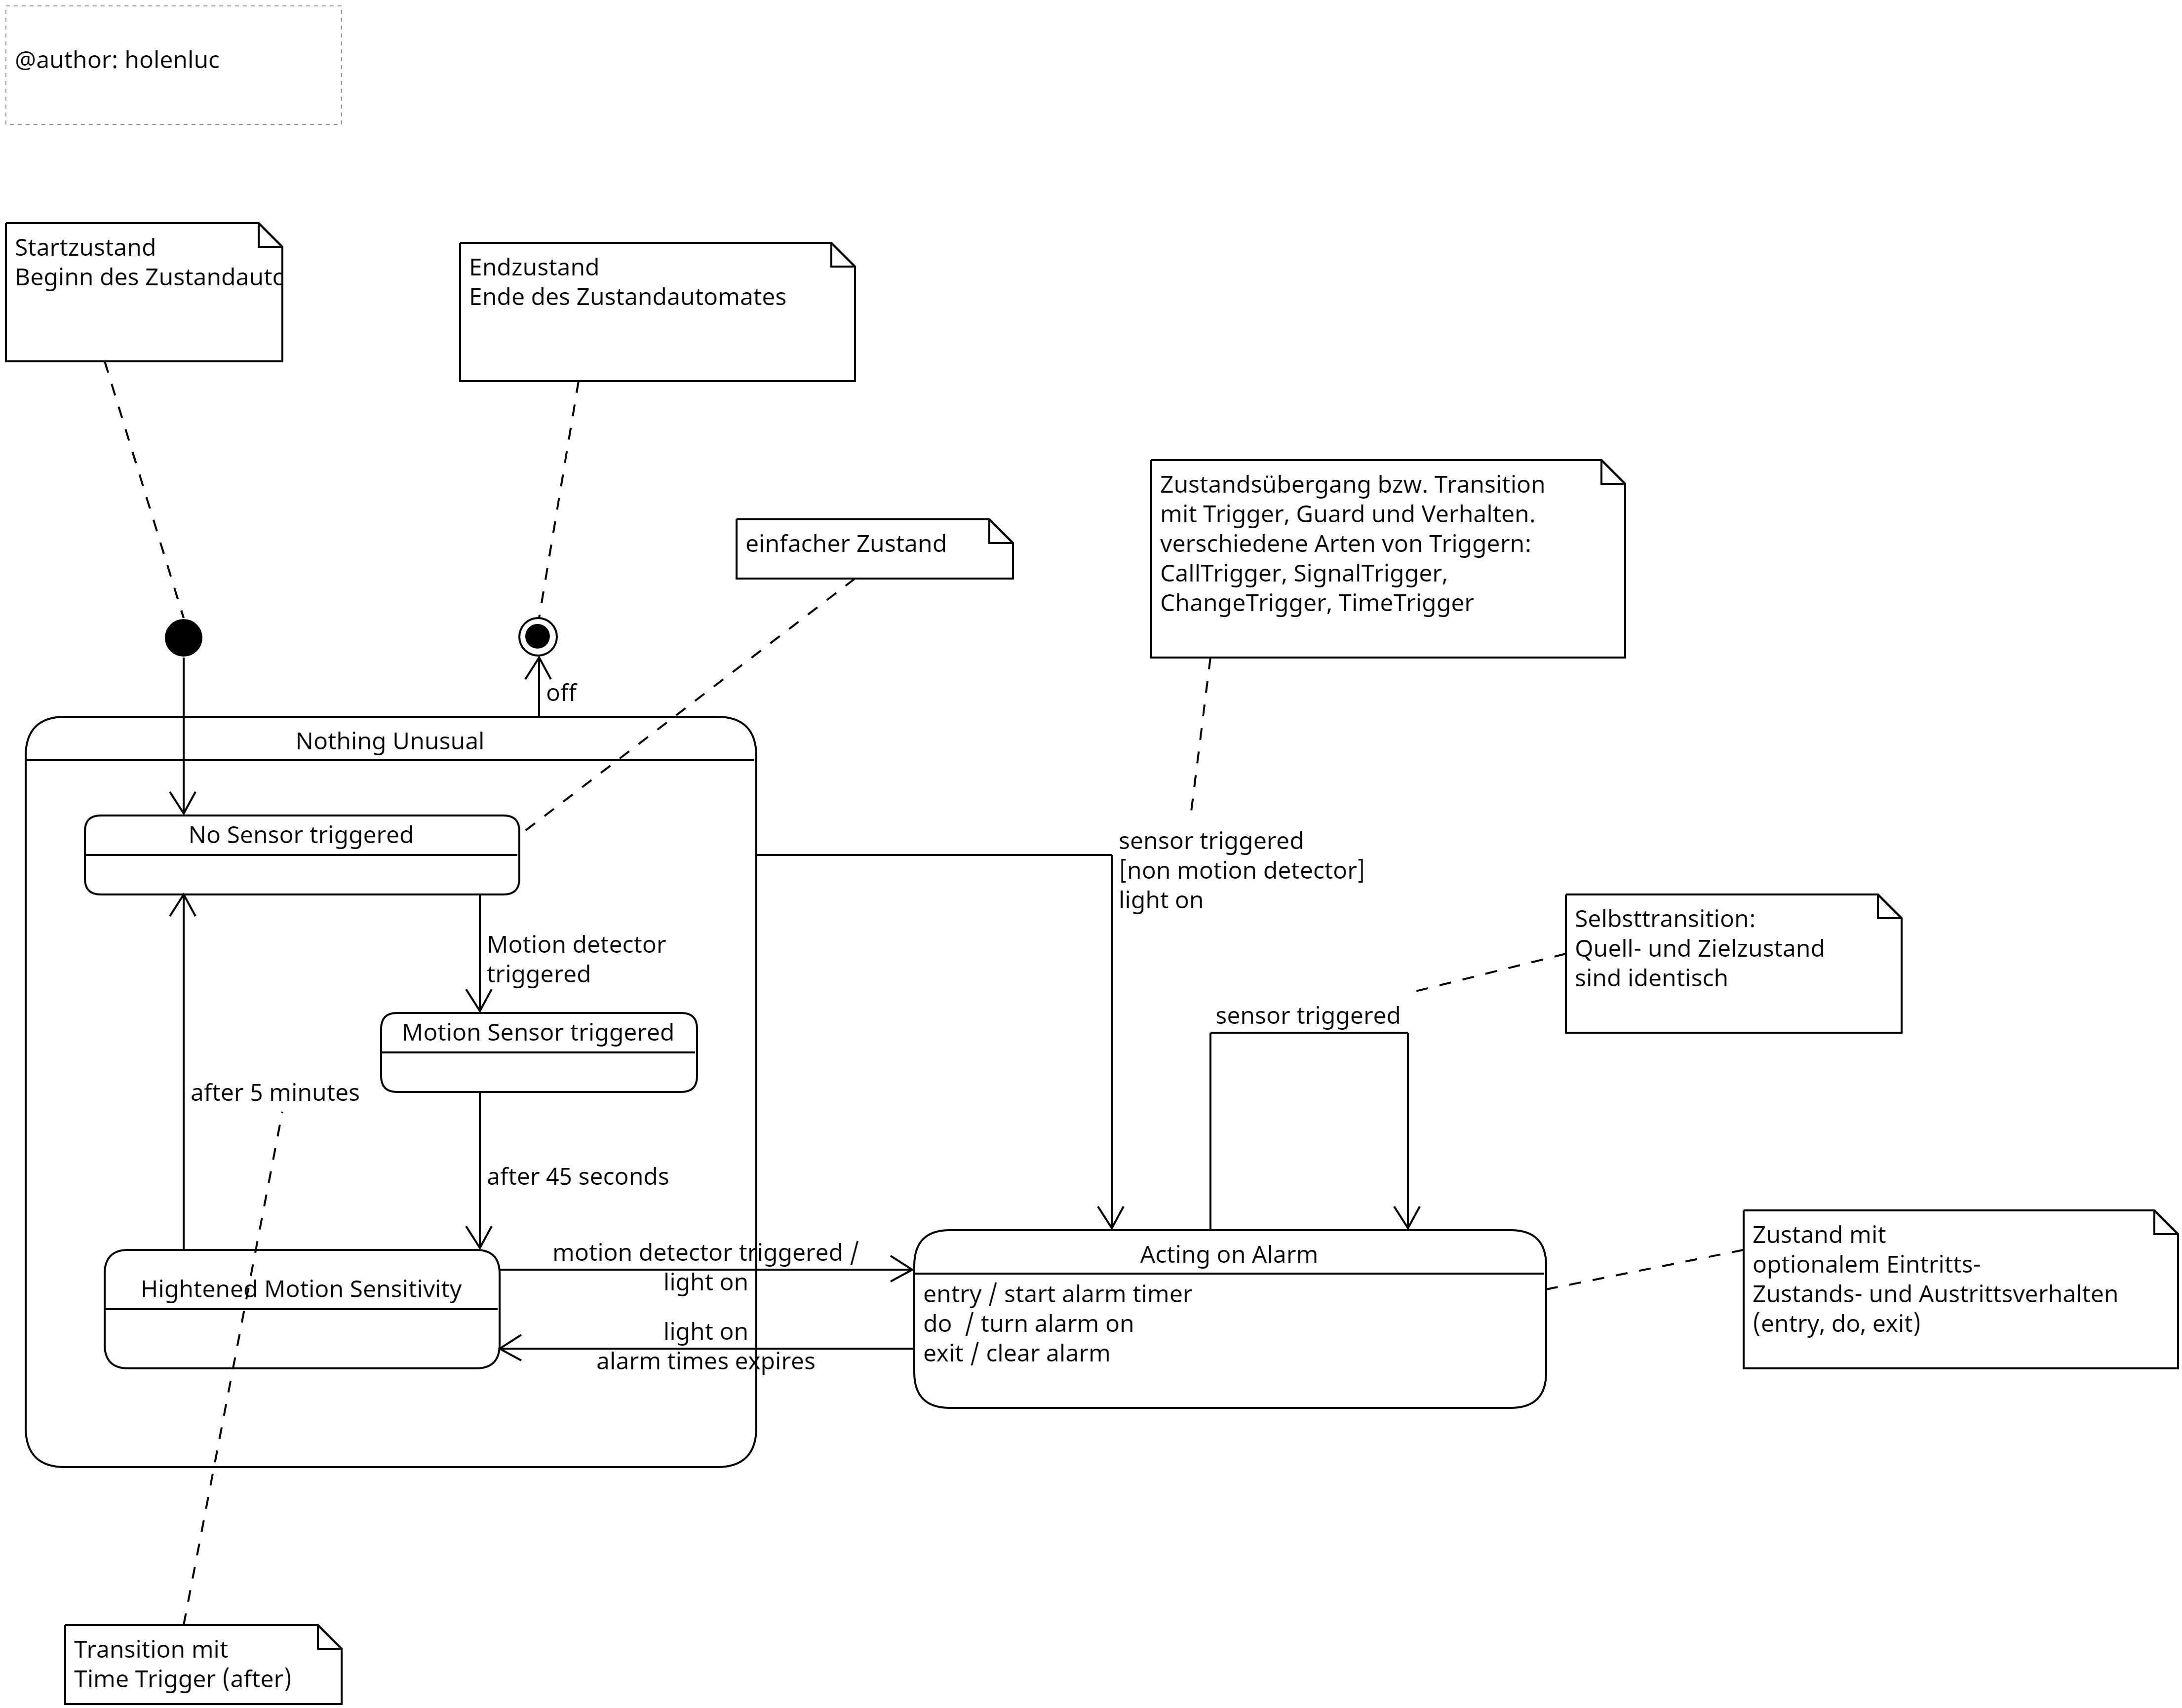 @author: holenluc
Startzustand
Beginn des Zustandauto
Endzustand
Ende des Zustandautomates
einfacher Zustand
Zustandsübergang bzw. Transition
mit Trigger, Guard und Verhalten.
verschiedene Arten von Triggern:
CallTrigger, SignalTrigger,
ChangeTrigger, TimeTrigger
off
Nothing Unusual
No Sensor triggered
sensor triggered
[non motion detector]
light on
Motion detector
triggered
Selbsttransition:
Quell- und Zielzustand
sind identisch
sensor triggered
Motion Sensor triggered
after 5 minutes
after 45 seconds
Hightened Motion Sensitivity
motion detector triggered /
light on
light on
alarm times expires
Acting on Alarm
entry / start alarm timer
do  / turn alarm on
exit / clear alarm
Zustand mit
optionalem Eintritts-
Zustands- und Austrittsverhalten
(entry, do, exit)
Transition mit
Time Trigger (after)